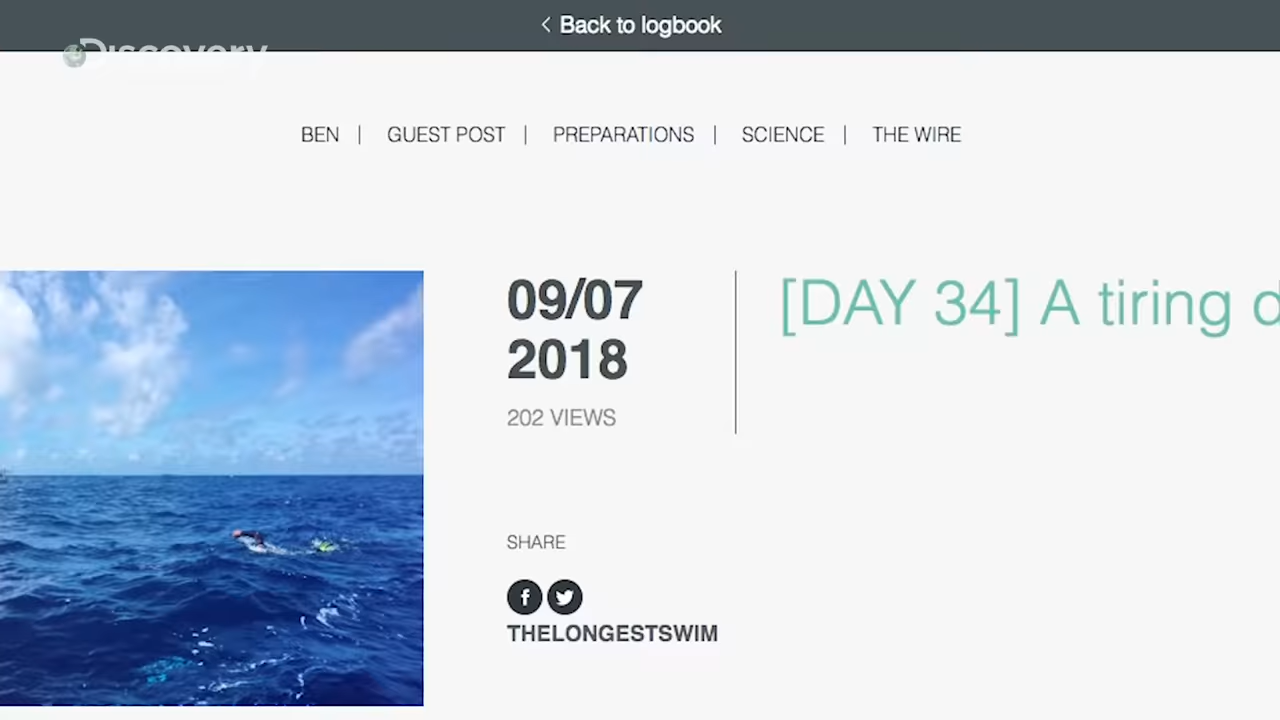 Back to logbook
Discovery
BEN | GUEST POST | PREPARATIONS | SCIENCE | THE WIRE
09/07
2018
202 VIEWS
[DAY 34] A tiring
SHARE
THELONGESTSWIM